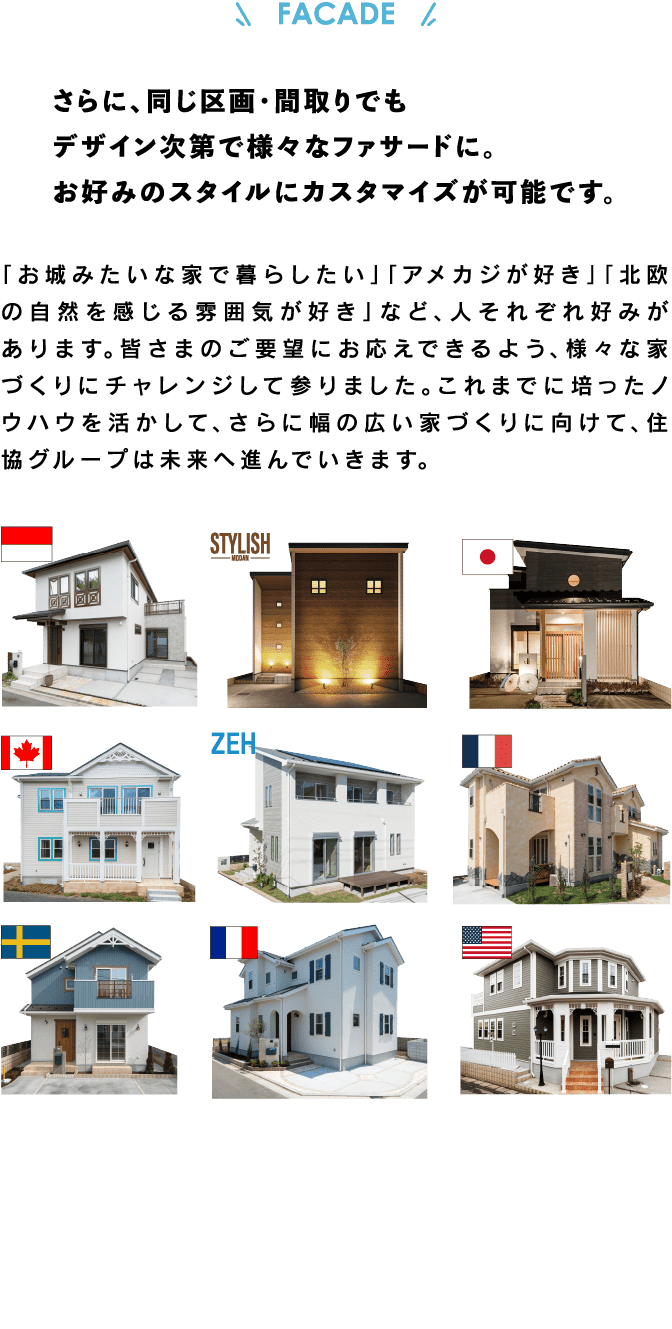 FACADE
さらに、同じ区画・間取りでも
デザイン次第で様々なファサードに。
お好みのスタイルにカスタマイズが可能です。
「お城みたいな家で暮らしたい」「アメカジが好き」「北欧
の自然を感じる雰囲気が好き」など、人それぞれ好みが
あります。皆さまのご要望にお応えできるよう、様々な家
づくりにチャレンジして参りました。これまでに培ったノ
ウハウを活かして、さらに幅の広い家づくりに向けて、住
協グループは未来へ進んでいきます。
STYLISH
MODAN
ZEH